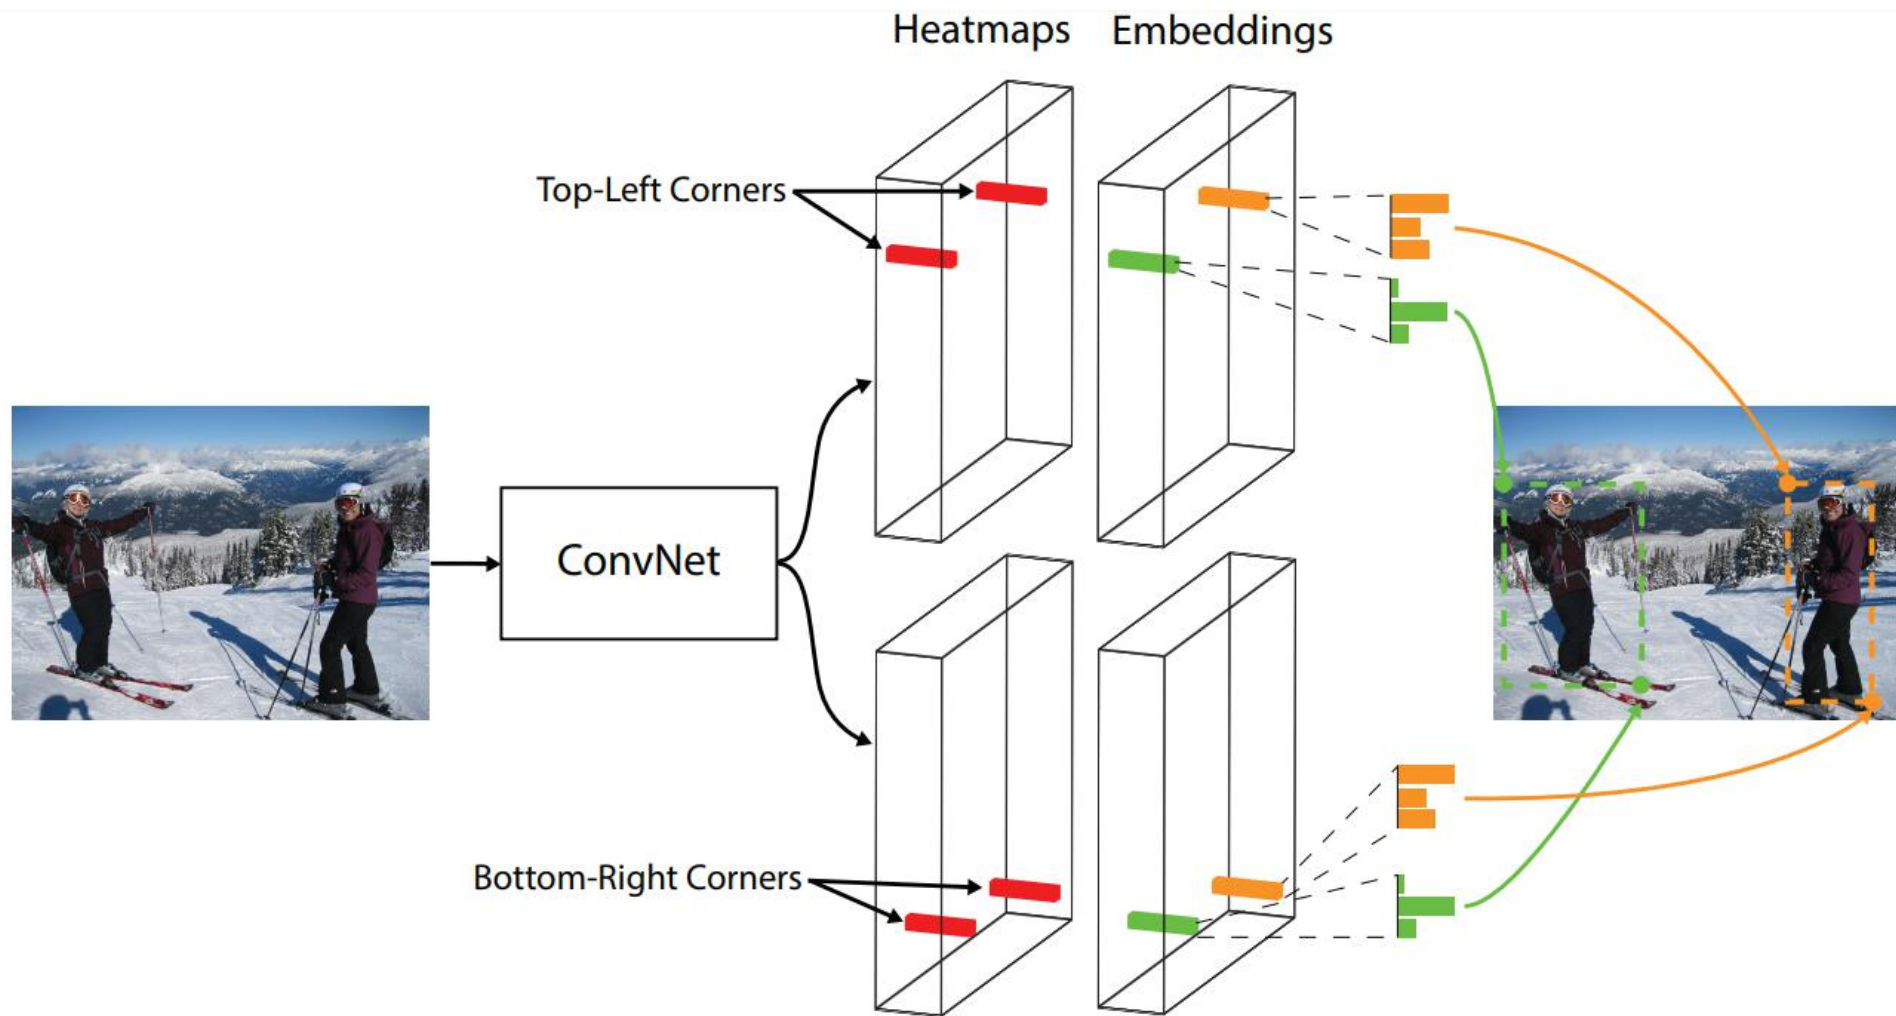 Heatmaps
Embeddings
Top-Left Corners
ConvNet
Bottom-Right Corners